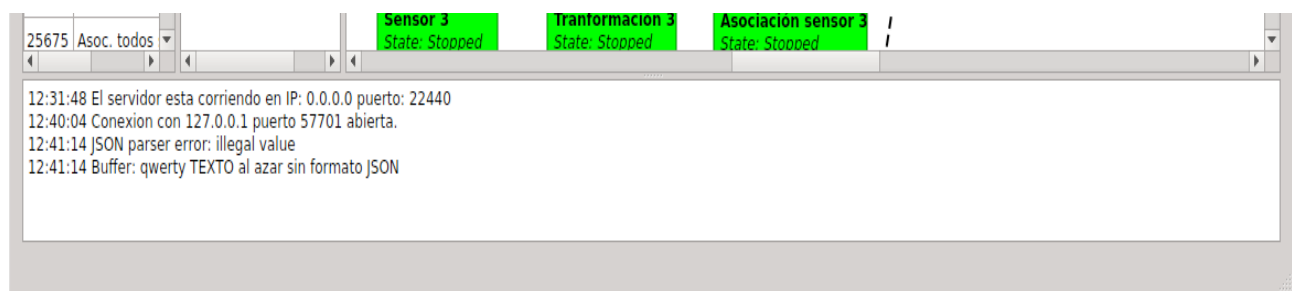 Sensor 3
State: Stopped
Tranformación 3
State: Stopped
Asociación sensor 3
State: Stopped
25675 Asoc. todos
12:31:48 El servidor esta corriendo en IP: 0.0.0.0 puerto: 22440
12:40:04 Conexion con 127.0.0.1 puerto 57701 abierta.
12:41:14 JSON parser error: illegal value
12:41:14 Buffer: qwerty TEXTO al azar sin formato JSON